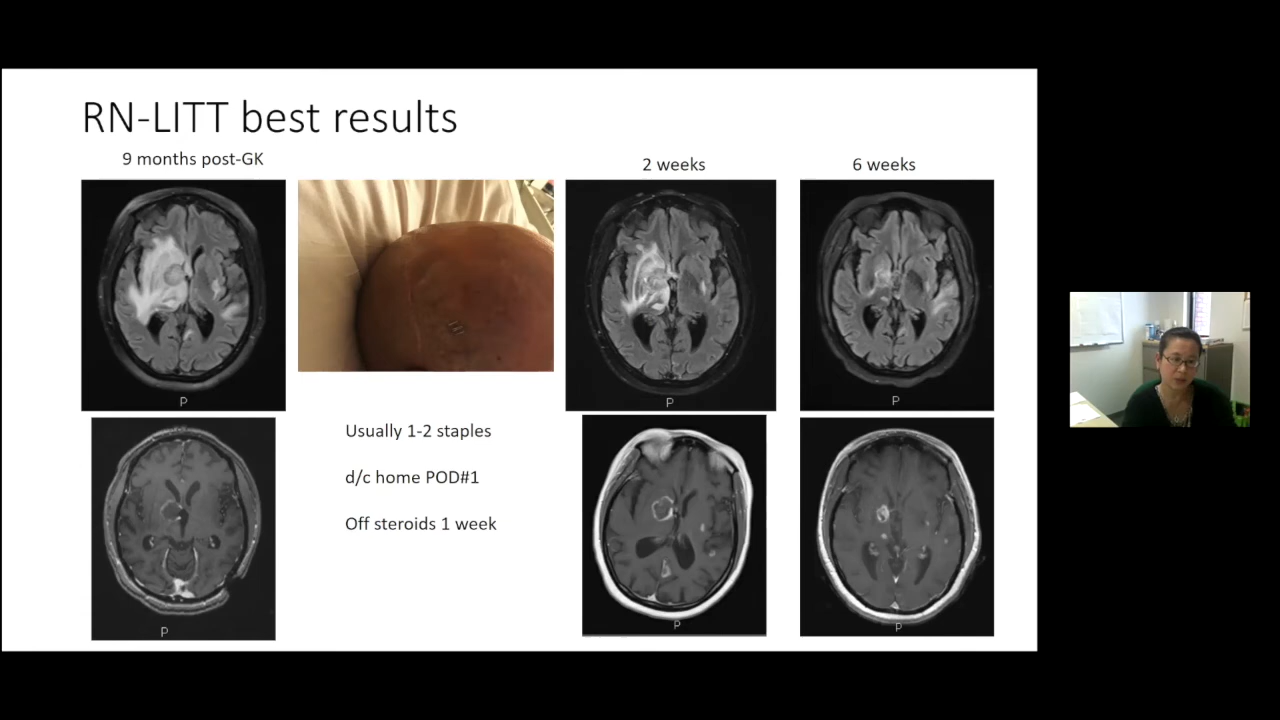 RN-LITT best results
9 months post-GK
2 weeks
6 weeks
P
P
P
Usually 1-2 staples
d/c home POD#1
Off steroids 1 week
P
P
P